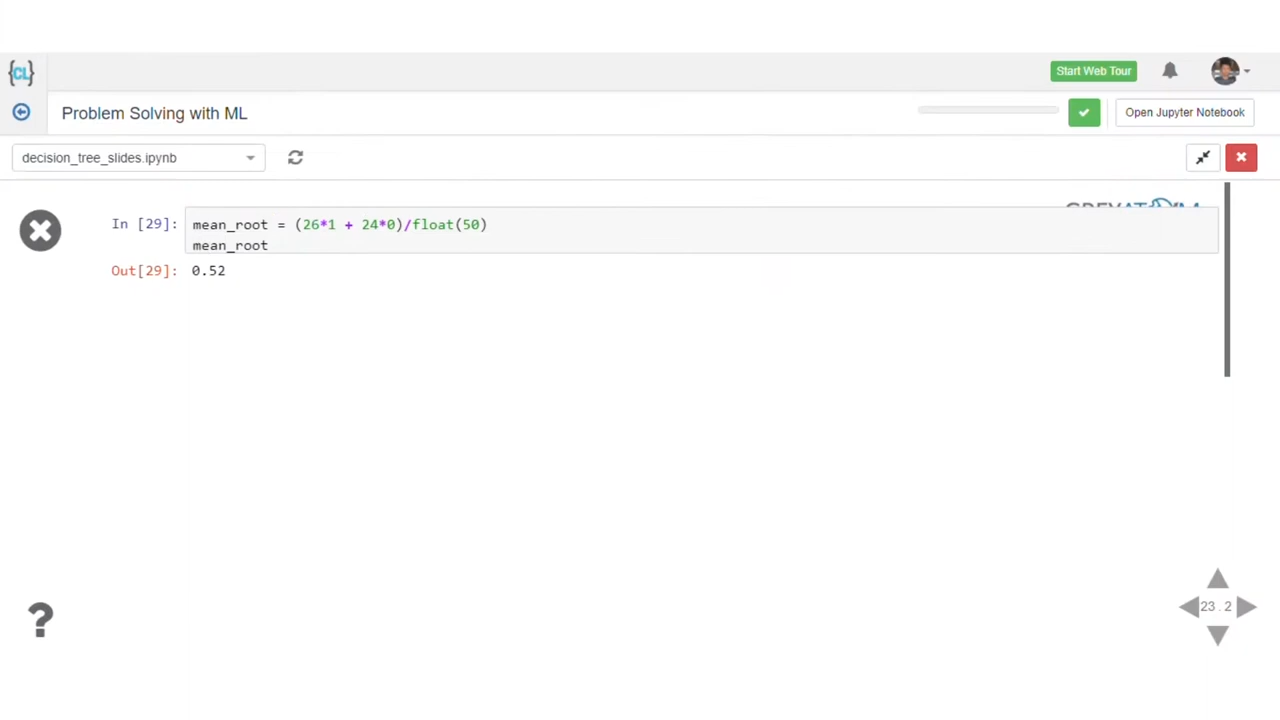 {CL}
Start Web Tour
Problem Solving with ML
Open Jupyter Notebook
decision_tree_slides.ipynb
In [29]: mean_root = (26*1 + 24*0)/float(50)
mean_root
Out[29]: 0.52
?
23.2